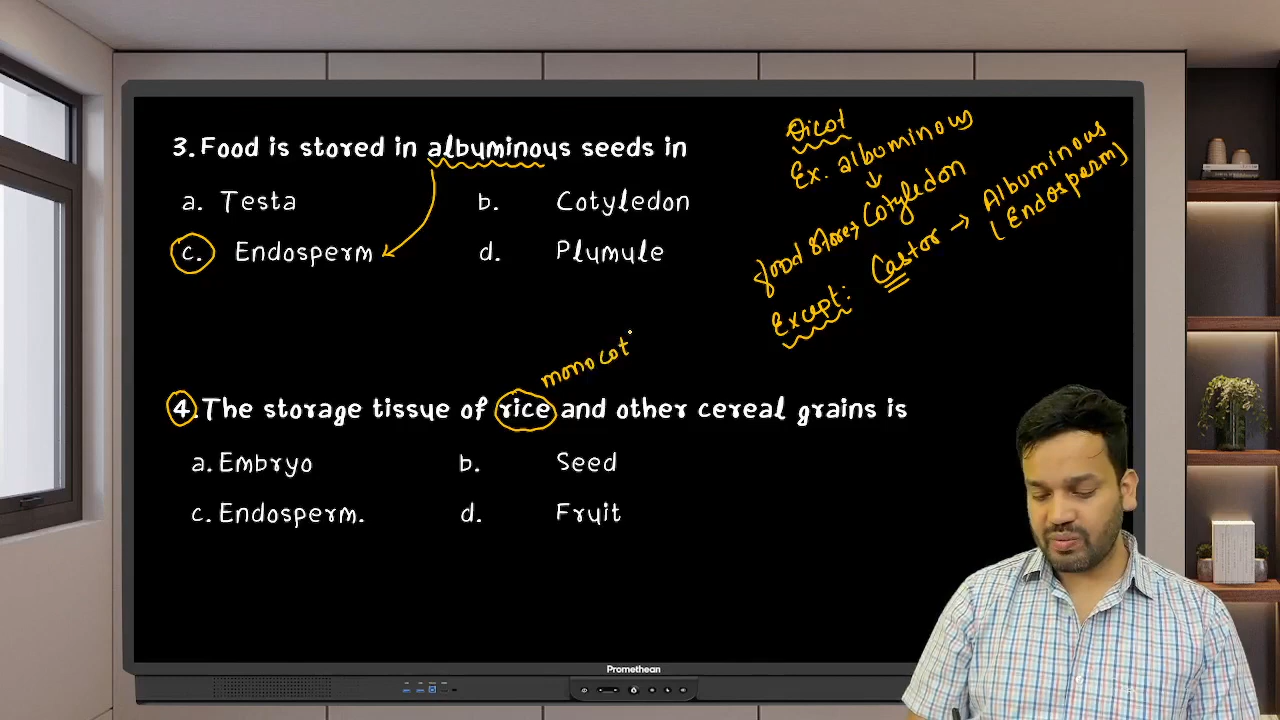 3. Food is stored in albuminous seeds in
a. Testa b. Cotyledon
c. Endosperm d. Plumule
Dicot
Ex. albuminous
food stores Cotyledon
Except: Castor → Albuminous
(Endosperm)
monocot
4. The storage tissue of rice and other cereal grains is
a. Embryo b. Seed
c. Endosperm. d. Fruit
Promethean